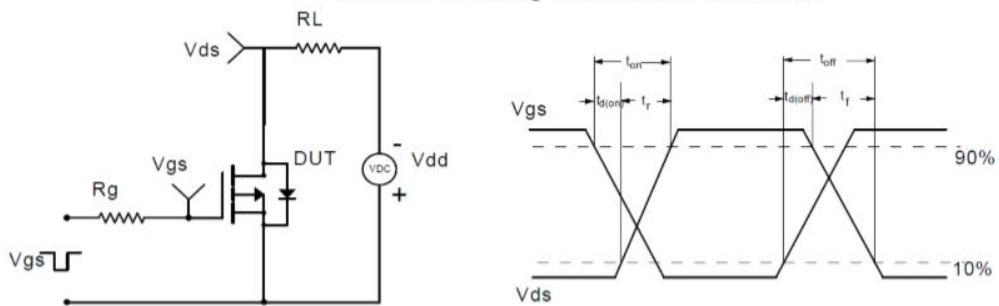 RL
Vds
Vgs
DUT
Rg
VDC
-
Vdd
+
Vgs
ton
toff
td(on)
tr
td(off)
tf
Vgs
90%
10%
Vds